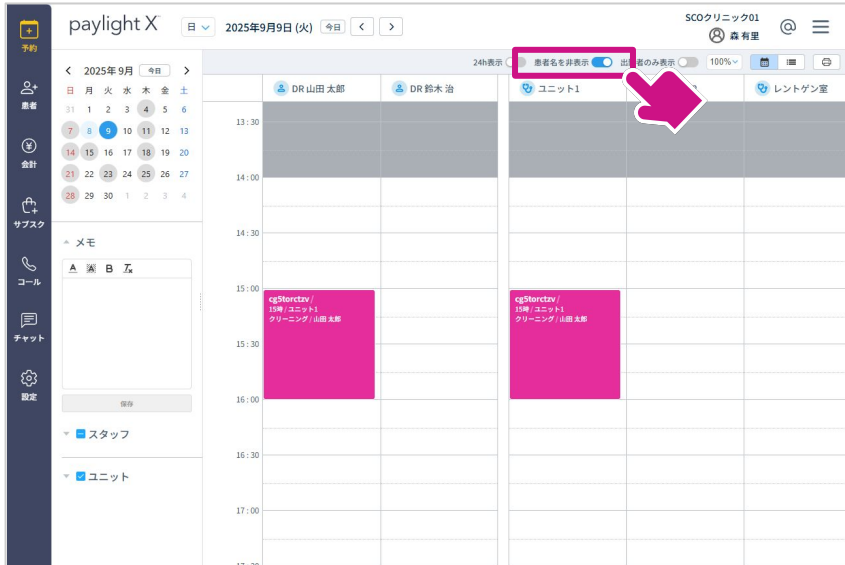 paylight X
日
2025年9月9日 (火)
今日
SCOクリニック01
森 有里
予約
患者
会計
サブスク
コール
チャット
設定
2025年 9月
今日
日 月 火 水 木 金 土
31 1 2 3 4 5 6
7 8 9 10 11 12 13
14 15 16 17 18 19 20
21 22 23 24 25 26 27
28 29 30 1 2 3 4
メモ
A A B Tx
保存
スタッフ
ユニット
24h表示
患者名を非表示
のみ表示
100%
DR 山田 太郎
DR 鈴木 治
ユニット1
レントゲン室
13:30
14:00
14:30
15:00
15:30
16:00
16:30
17:00
17:30
cg5torctzv /
15時 / ユニット1
クリーニング / 山田 太郎
cg5torctzv /
15時 / ユニット1
クリーニング / 山田 太郎